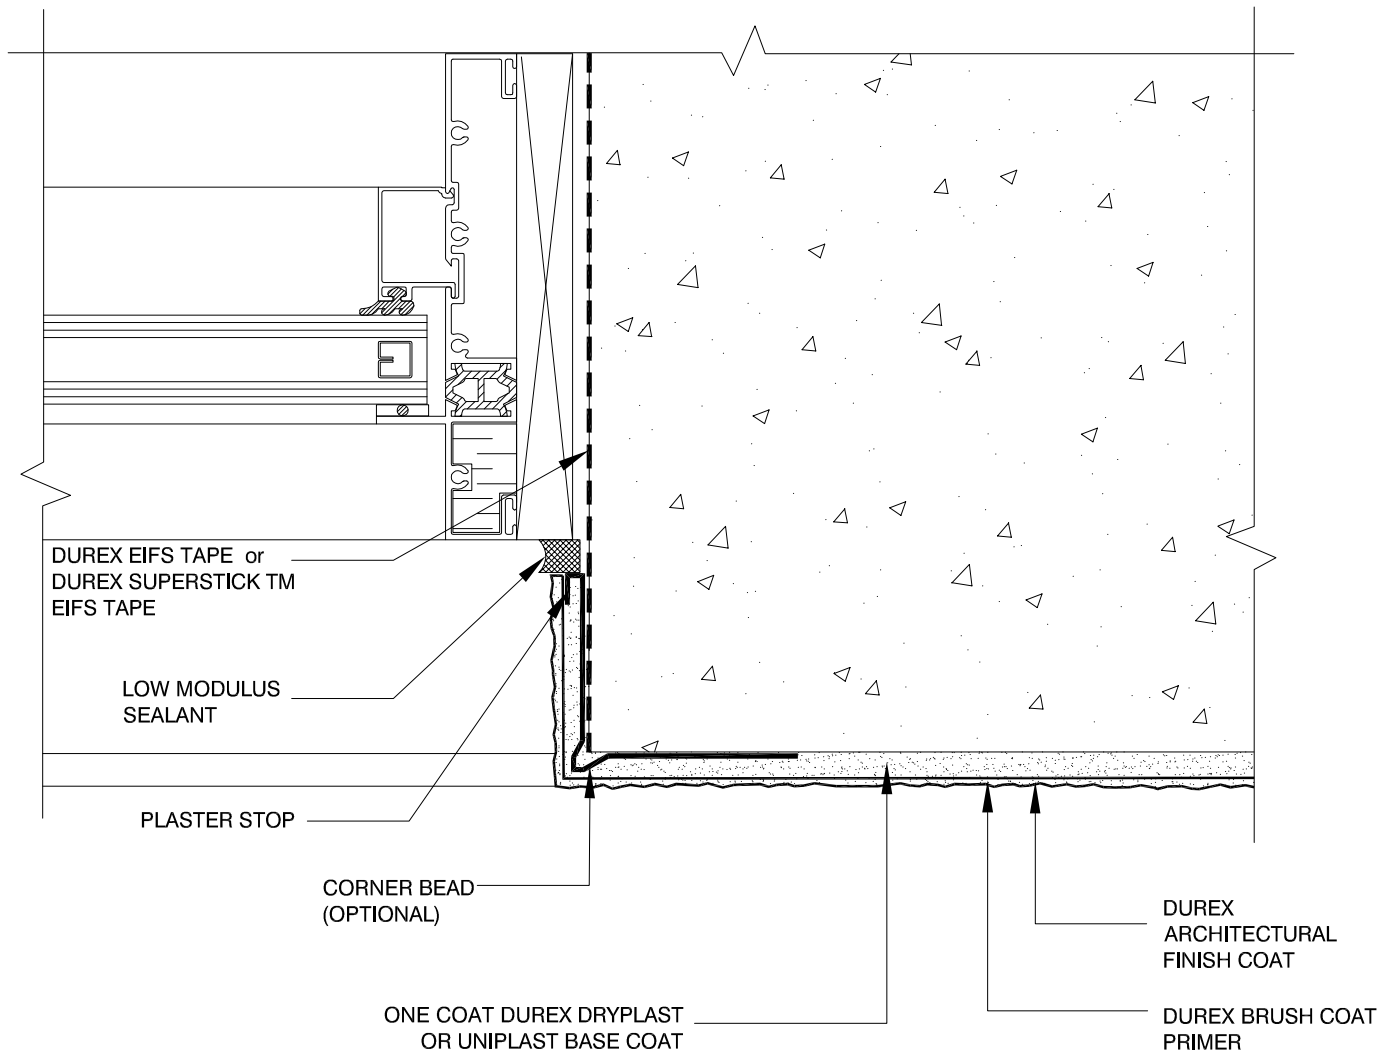 DUREX EIFS TAPE or
DUREX SUPERSTICK TM
EIFS TAPE
LOW MODULUS
SEALANT
PLASTER STOP
CORNER BEAD
(OPTIONAL)
ONE COAT DUREX DRYPLAST
OR UNIPLAST BASE COAT
DUREX
ARCHITECTURAL
FINISH COAT
DUREX BRUSH COAT
PRIMER